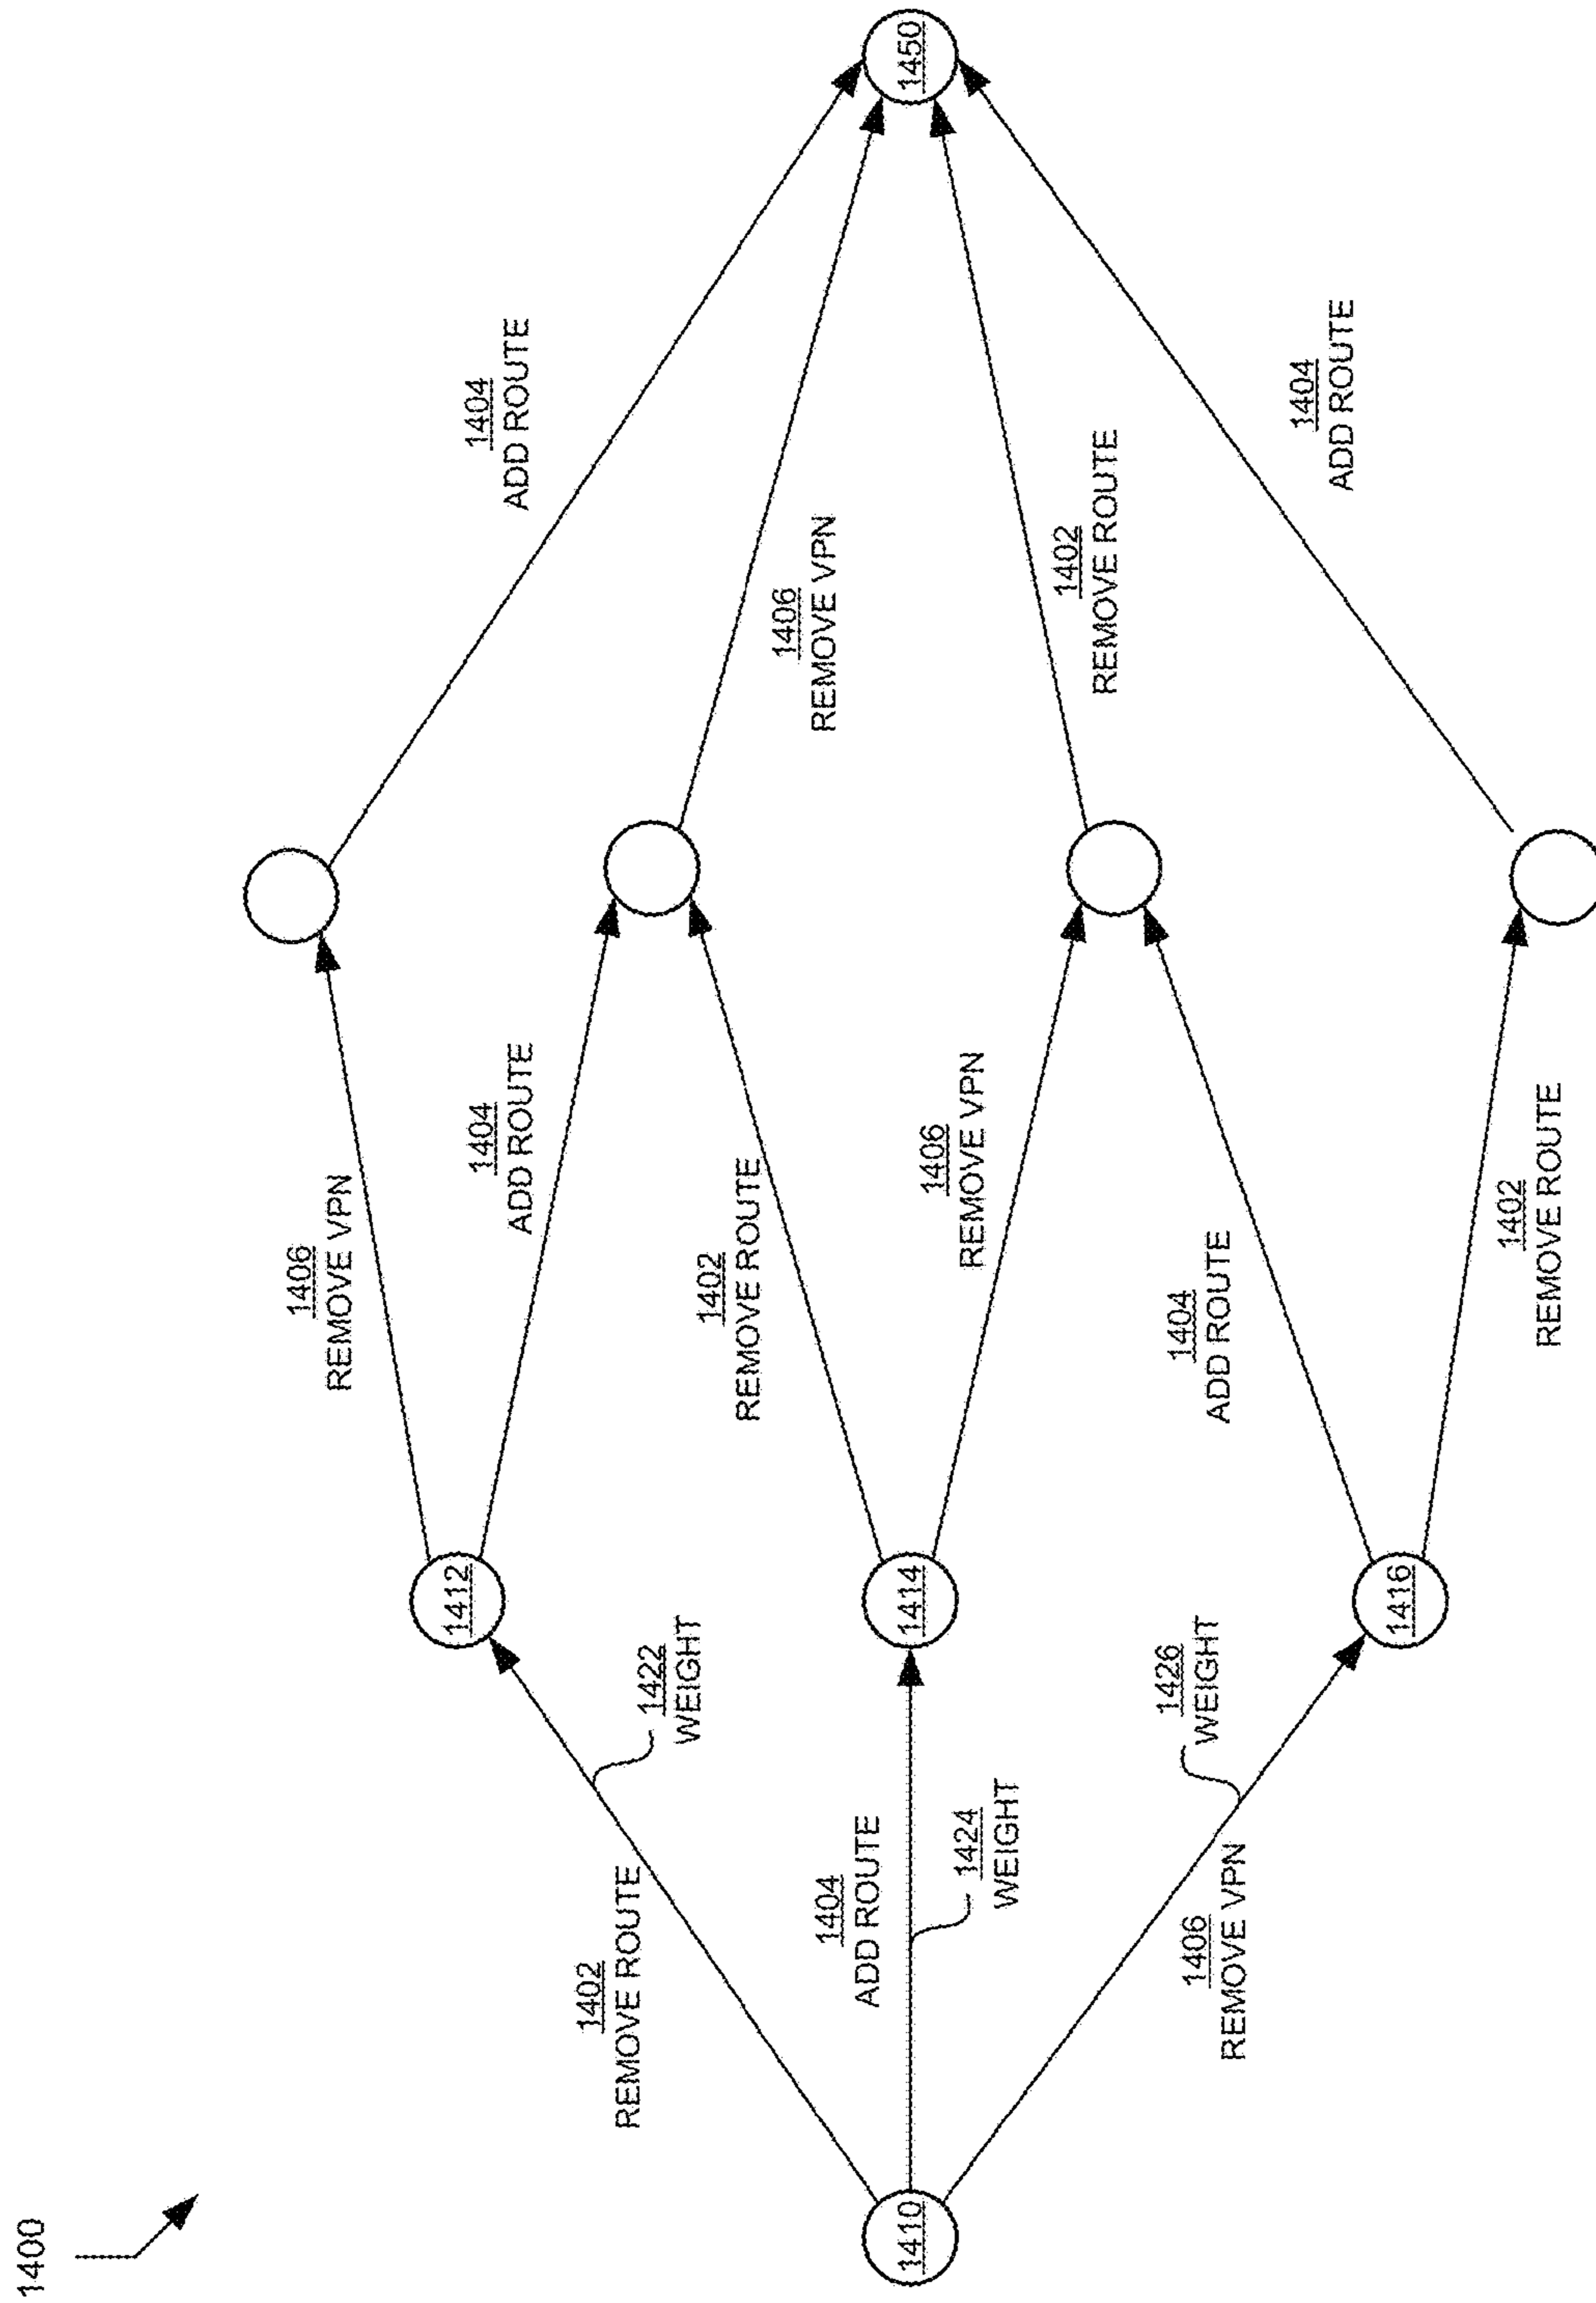 1400
1410
1402
REMOVE ROUTE
1422
WEIGHT
1404
ADD ROUTE
1424
WEIGHT
1406
REMOVE VPN
1426
WEIGHT
1412
1414
1416
1406
REMOVE VPN
1404
ADD ROUTE
1402
REMOVE ROUTE
1406
REMOVE VPN
1404
ADD ROUTE
1402
REMOVE ROUTE
1404
ADD ROUTE
1406
REMOVE VPN
1402
REMOVE ROUTE
1404
ADD ROUTE
1450